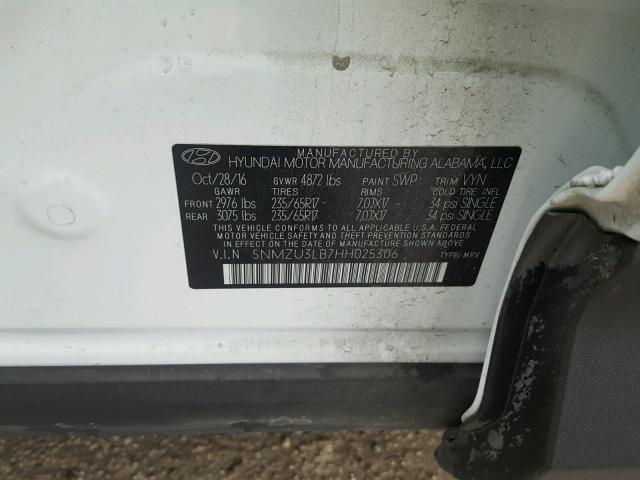 MANUFACTURED BY
HYUNDAI MOTOR MANUFACTURING ALABAMA, LLC
Oct/28/16 GVWR 4872 lbs PAINT SWP TRIM VYN
GAWR TIRES RIMS COLD TIRE INFL
FRONT 2976 lbs 235/65R17 7.0JX17 34 psi SINGLE
REAR 3075 lbs 235/65R17 7.0JX17 34 psi SINGLE
THIS VEHICLE CONFORMS TO ALL APPLICABLE U.S.A. FEDERAL
MOTOR VEHICLE SAFETY AND THEFT PREVENTION STANDARDS
IN EFFECT ON THE DATE OF MANUFACTURE SHOWN ABOVE.
V.I.N 5NMZU3LB7HH025306 TYPE: MPV